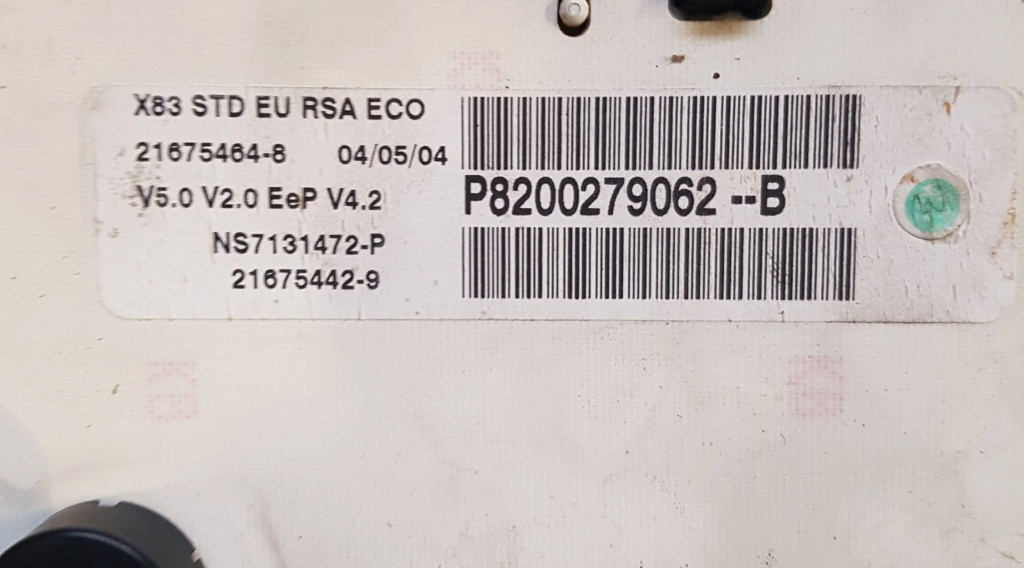 X83 STD EU RSA ECO
21675464-8 04/05/04
V5.0 V2.0 EeP V4.2
NS7131472-P
21675442-9
P8200279062 --B